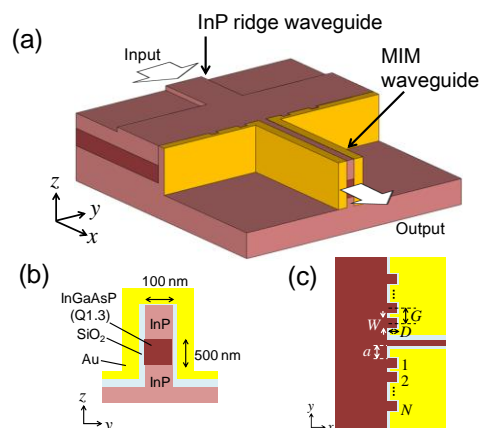 (a)
InP ridge waveguide
Input
MIM
waveguide
z
y
x
Output
(b)
100 nm
InGaAsP
(Q1.3)
SiO2
Au
InP
500 nm
InP
z
y
(c)
W
G
D
a
1
2
N
y
x